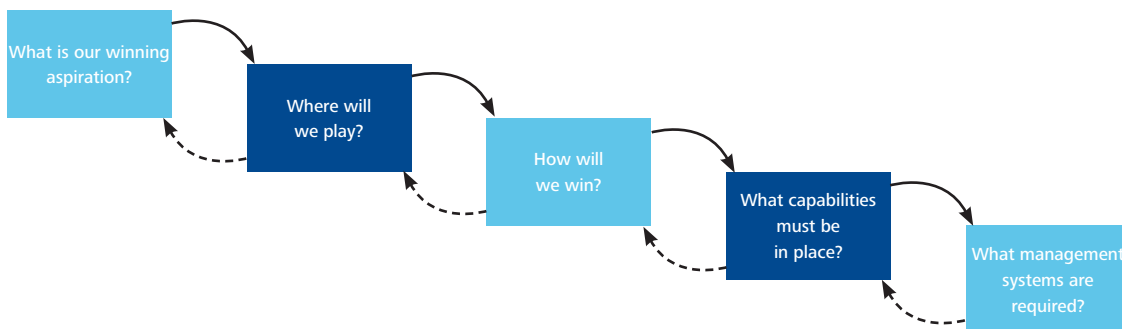 What is our winning
aspiration?
Where will
we play?
How will
we win?
What capabilities
must be
in place?
What management
systems are
required?